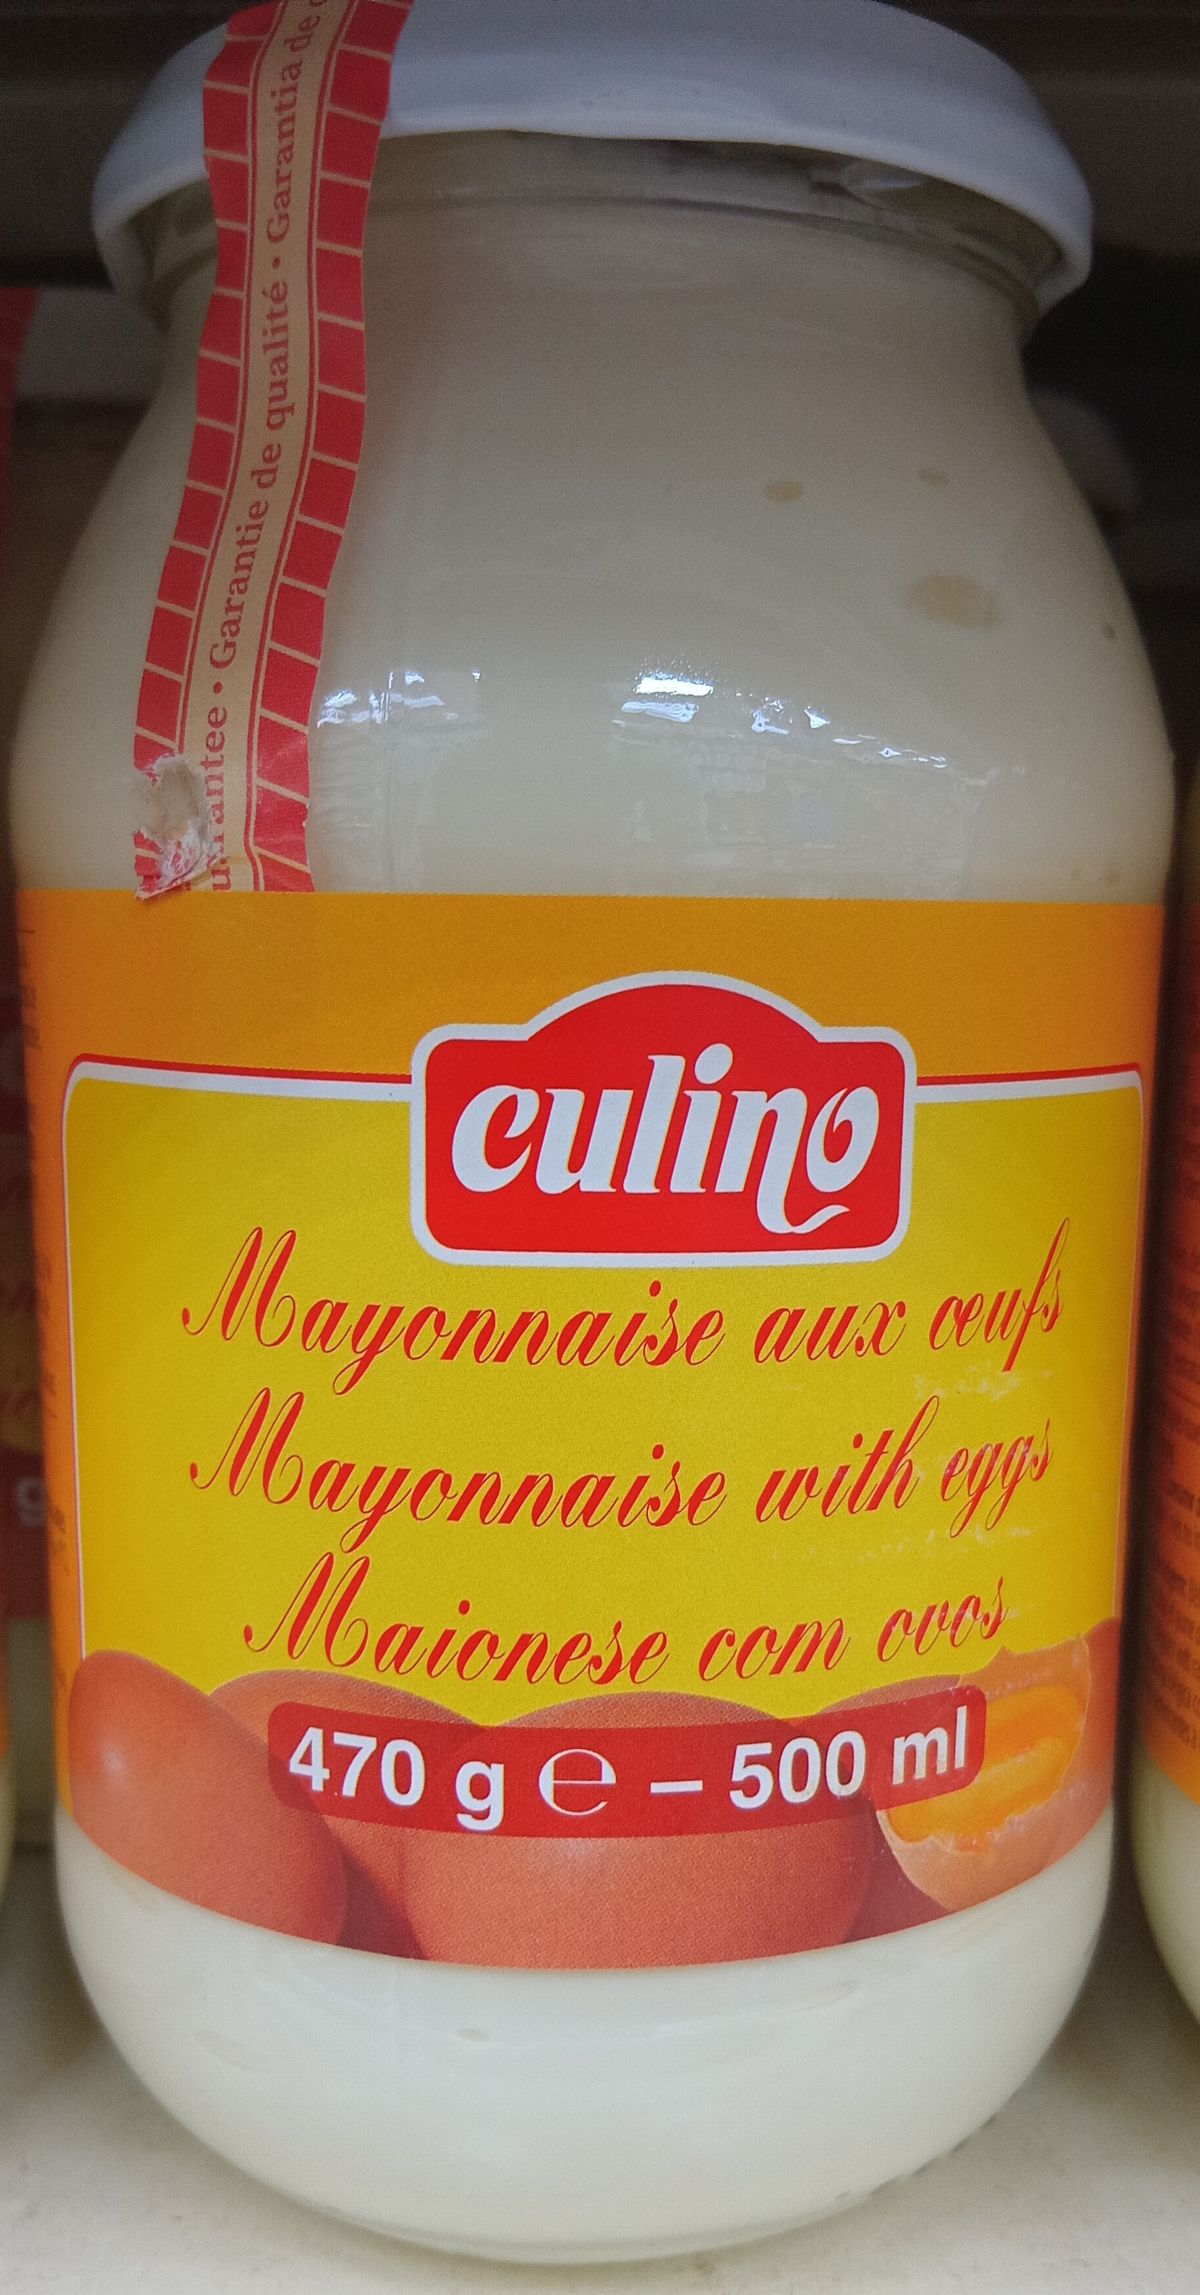 Garantie de qualité • Garantia de
culino
Mayonnaise aux œufs
Mayonnaise with eggs
Maionese com ovos
470 g ℮ – 500 ml